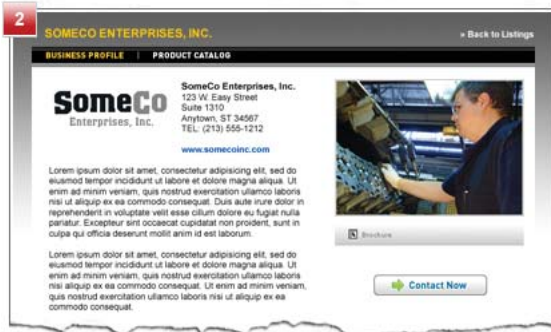 2
SOMECO ENTERPRISES, INC.
» Back to Listings
BUSINESS PROFILE | PRODUCT CATALOG
SomeCo
Enterprises, Inc.
SomeCo Enterprises, Inc.
123 W. Easy Street
Suite 1310
Anytown, ST 34567
TEL: (213) 555-1212
www.somecoinc.com
Lorem ipsum dolor sit amet, consectetur adipisicing elit, sed do
eiusmod tempor incididunt ut labore et dolore magna aliqua. Ut
enim ad minim veniam, quis nostrud exercitation ullamco laboris
nisi ut aliquip ex ea commodo consequat. Duis aute irure dolor in
reprehenderit in voluptate velit esse cillum dolore eu fugiat nulla
pariatur. Excepteur sint occaecat cupidatat non proident, sunt in
culpa qui officia deserunt mollit anim id est laborum.
Lorem ipsum dolor sit amet, consectetur adipisicing elit, sed do
eiusmod tempor incididunt ut labore et dolore magna aliqua. Ut
enim ad minim veniam, quis nostrud exercitation ullamco laboris
nisi aliquip ex ea commodo consequat. Ut enim ad minim veniam,
quis nostrud exercitation ullamco laboris nisi ut aliquip ex ea
commodo consequat.
Brochure
Contact Now